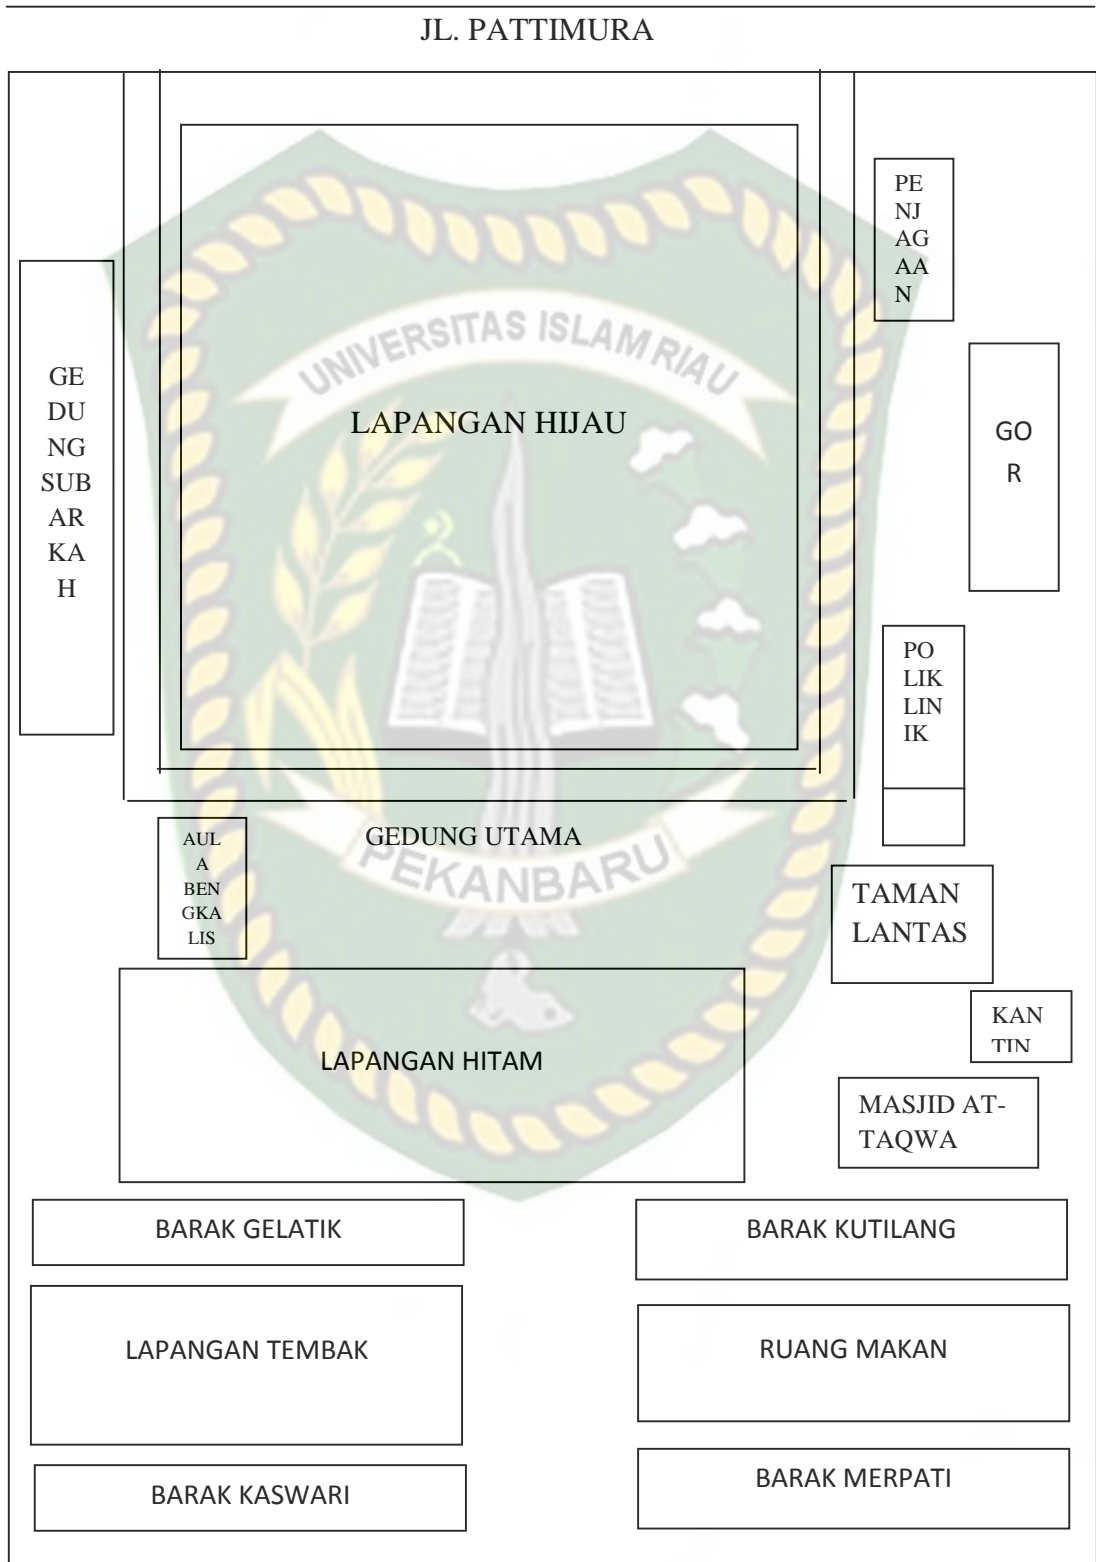 JL. PATTIMURA
PE
NJ
AG
AA
N
GE
DU
NG
SUB
AR
KA
H
UNIVERSITAS ISLAM RIAU
LAPANGAN HIJAU
GO
R
PO
LIK
LIN
IK
AUL
A
BEN
GKA
LIS
GEDUNG UTAMA
PEKANBARU
TAMAN
LANTAS
KAN
TIN
LAPANGAN HITAM
MASJID AT-
TAQWA
BARAK GELATIK
BARAK KUTILANG
LAPANGAN TEMBAK
RUANG MAKAN
BARAK KASWARI
BARAK MERPATI